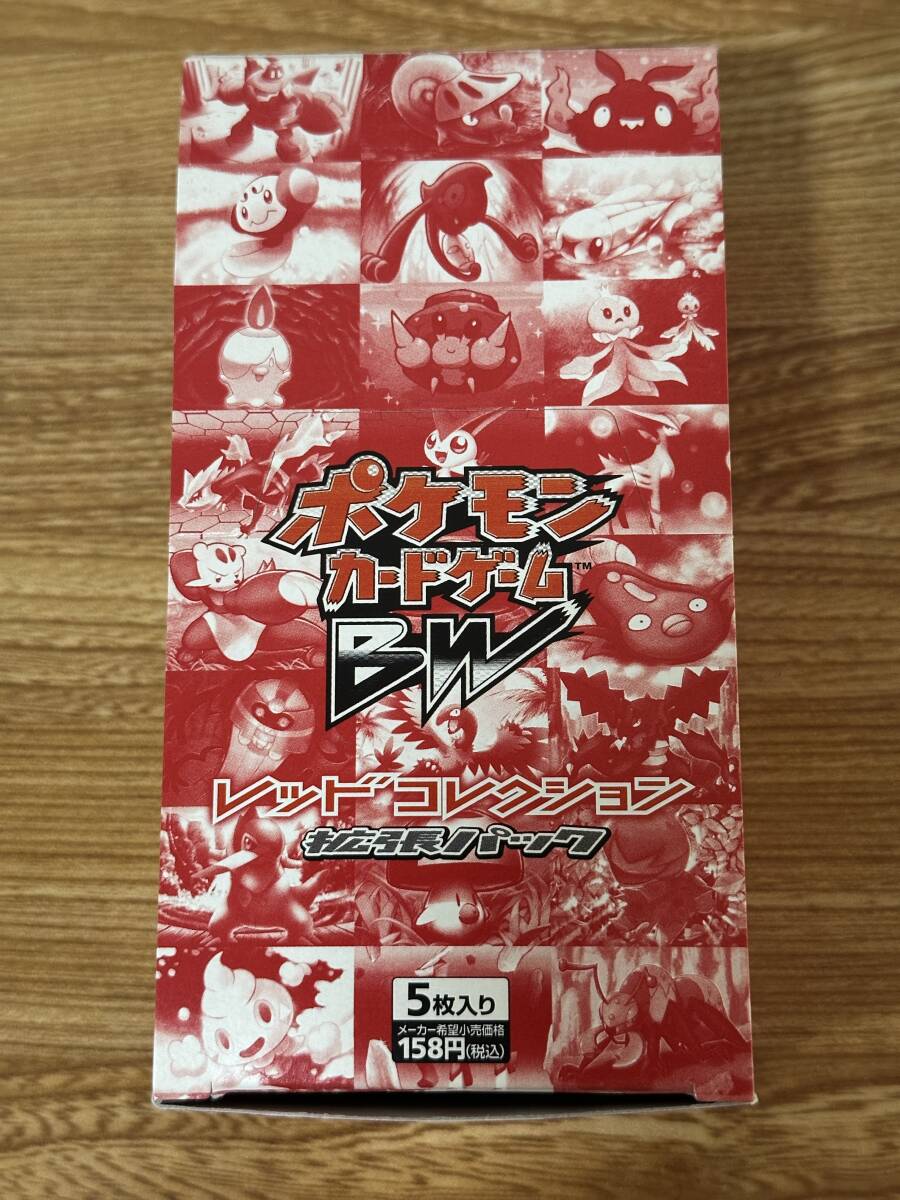 ポケモン
カードゲーム™
BW
レッドコレクション
拡張パック
5枚入り
メーカー希望小売価格
158円(税込)